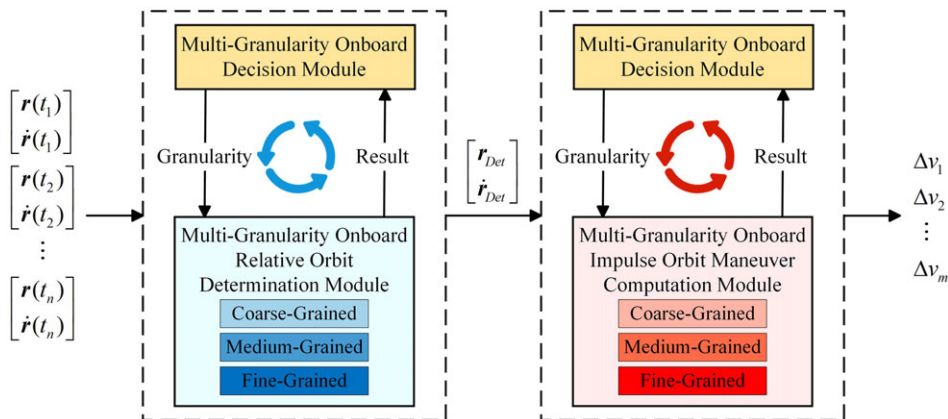 [r(t₁)
ṙ(t₁)]
[r(t₂)
ṙ(t₂)]
⋮
[r(tₙ)
ṙ(tₙ)]
Multi-Granularity Onboard
Decision Module
Granularity
Result
Multi-Granularity Onboard
Relative Orbit
Determination Module
Coarse-Grained
Medium-Grained
Fine-Grained
[r_Det
ṙ_Det]
Multi-Granularity Onboard
Decision Module
Granularity
Result
Multi-Granularity Onboard
Impulse Orbit Maneuver
Computation Module
Coarse-Grained
Medium-Grained
Fine-Grained
Δv₁
Δv₂
⋮
Δvₘ